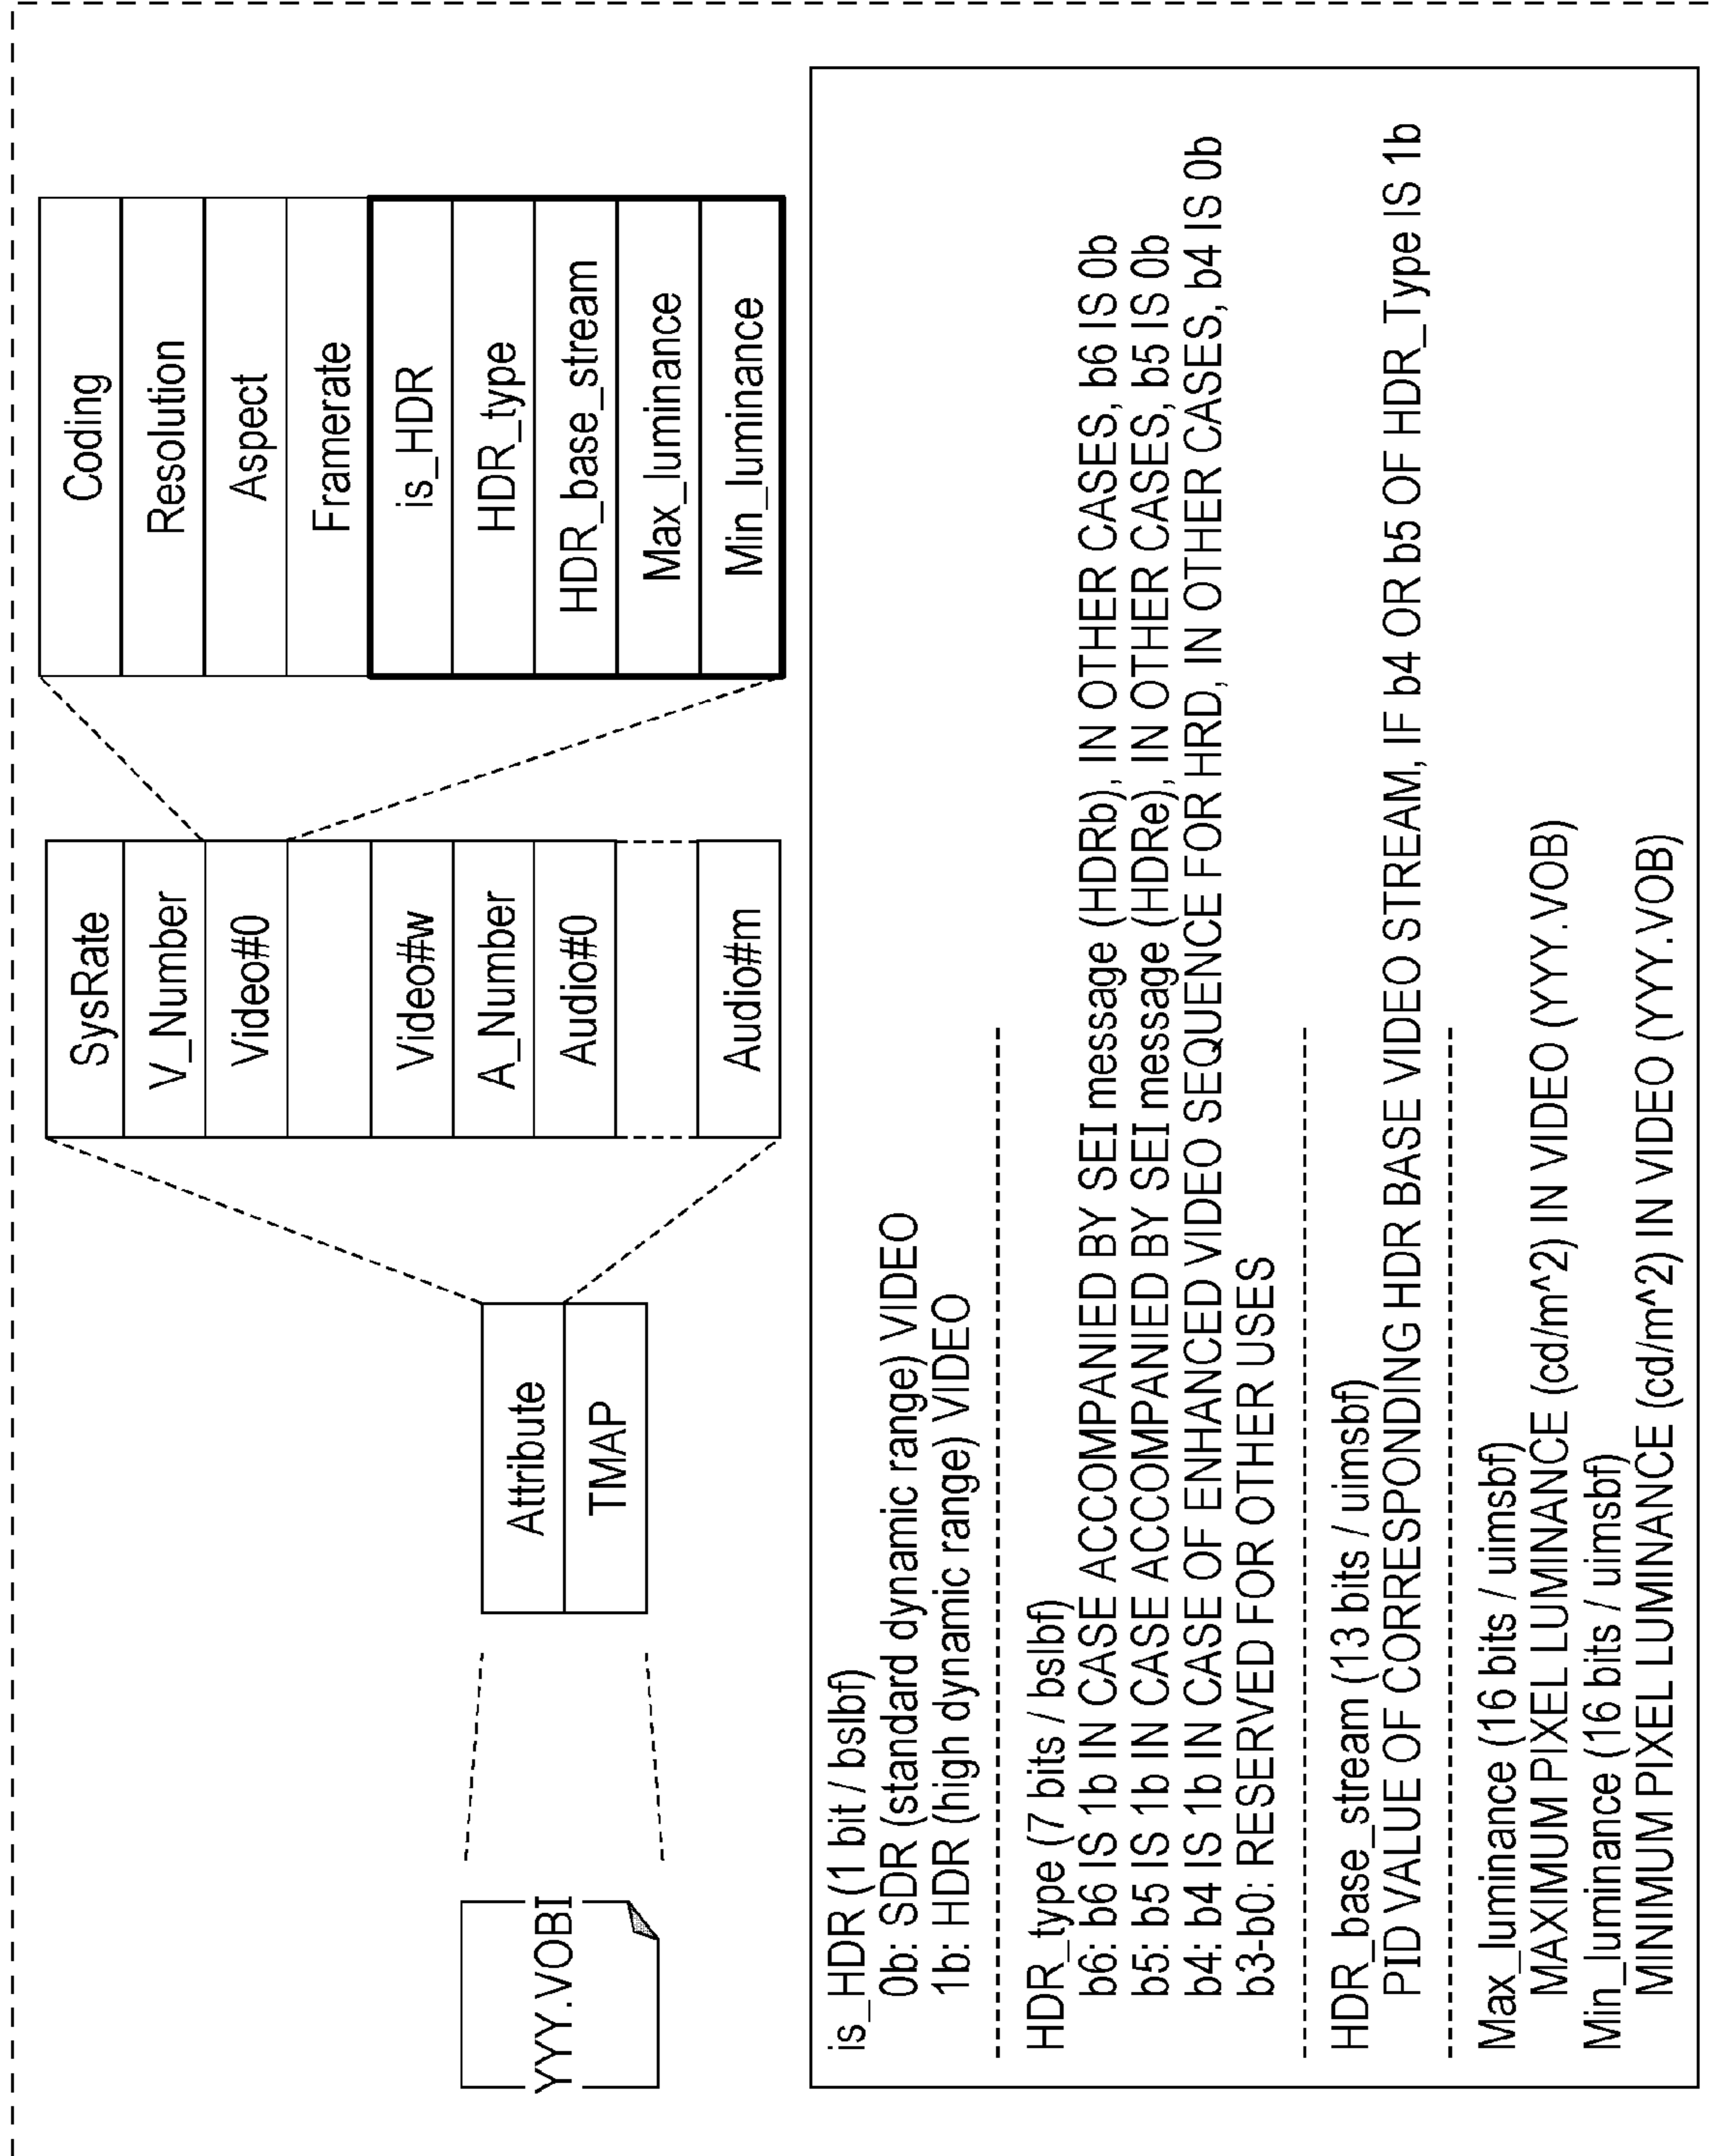 YYY.VOBI
Attribute
TMAP
SysRate
V_Number
Video#0
Video#w
A_Number
Audio#0
Audio#m
Coding
Resolution
Aspect
Framerate
is_HDR
HDR_type
HDR_base_stream
Max_luminance
Min_luminance
is_HDR (1 bit / bslbf)
0b: SDR (standard dynamic range) VIDEO
1b: HDR (high dynamic range) VIDEO
HDR_type (7 bits / bslbf)
b6: b6 IS 1b IN CASE ACCOMPANIED BY SEI message (HDRb), IN OTHER CASES, b6 IS 0b
b5: b5 IS 1b IN CASE ACCOMPANIED BY SEI message (HDRe), IN OTHER CASES, b5 IS 0b
b4: b4 IS 1b IN CASE OF ENHANCED VIDEO SEQUENCE FOR HRD, IN OTHER CASES, b4 IS 0b
b3-b0: RESERVED FOR OTHER USES
HDR_base_stream (13 bits / uimsbf)
PID VALUE OF CORRESPONDING HDR BASE VIDEO STREAM, IF b4 OR b5 OF HDR_Type IS 1b
Max_luminance (16 bits / uimsbf)
MAXIMUM PIXEL LUMINANCE (cd/m^2) IN VIDEO (YYY.VOB)
Min_luminance (16 bits / uimsbf)
MINIMUM PIXEL LUMINANCE (cd/m^2) IN VIDEO (YYY.VOB)